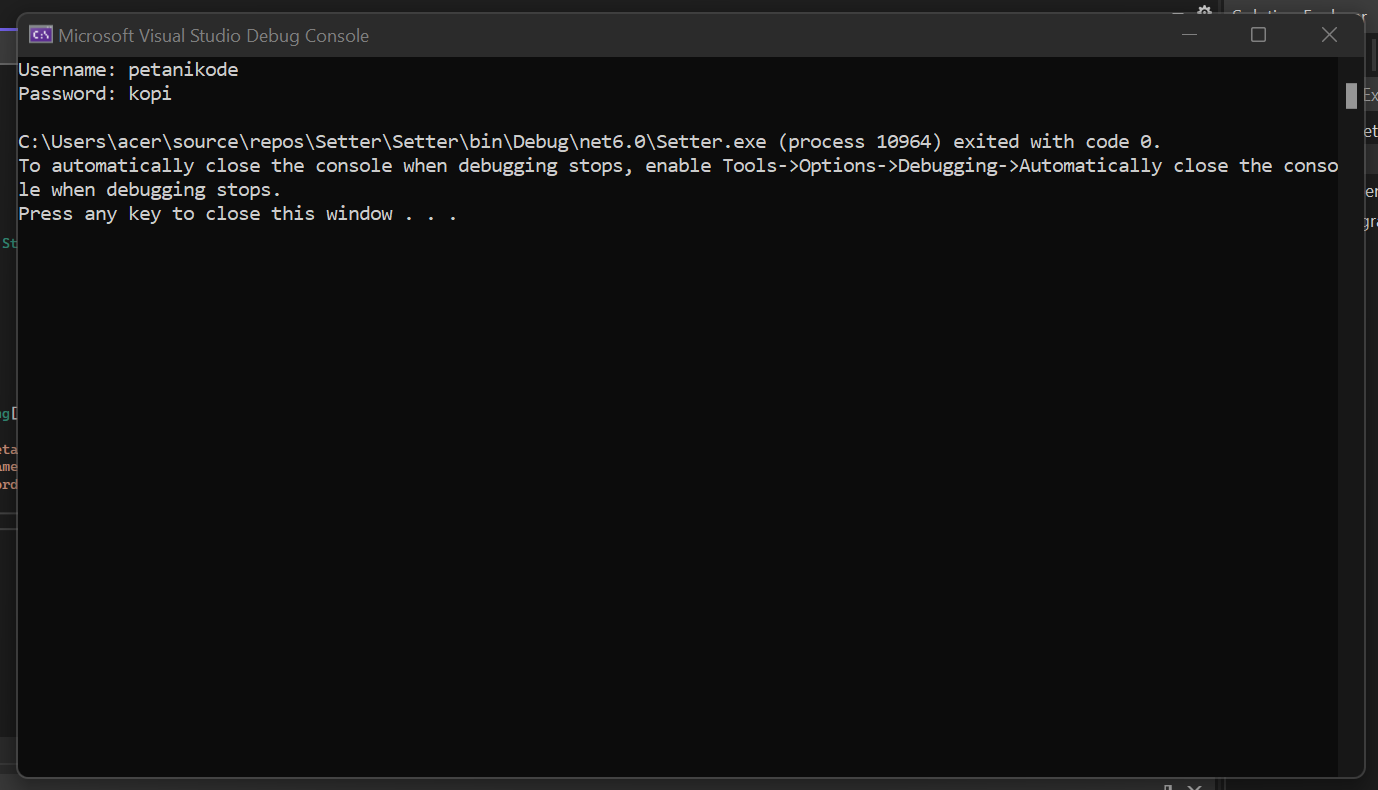 Microsoft Visual Studio Debug Console
Username: petanikode
Password: kopi
C:\Users\acer\source\repos\Setter\Setter\bin\Debug\net6.0\Setter.exe (process 10964) exited with code 0.
To automatically close the console when debugging stops, enable Tools->Options->Debugging->Automatically close the conso
le when debugging stops.
Press any key to close this window . . .